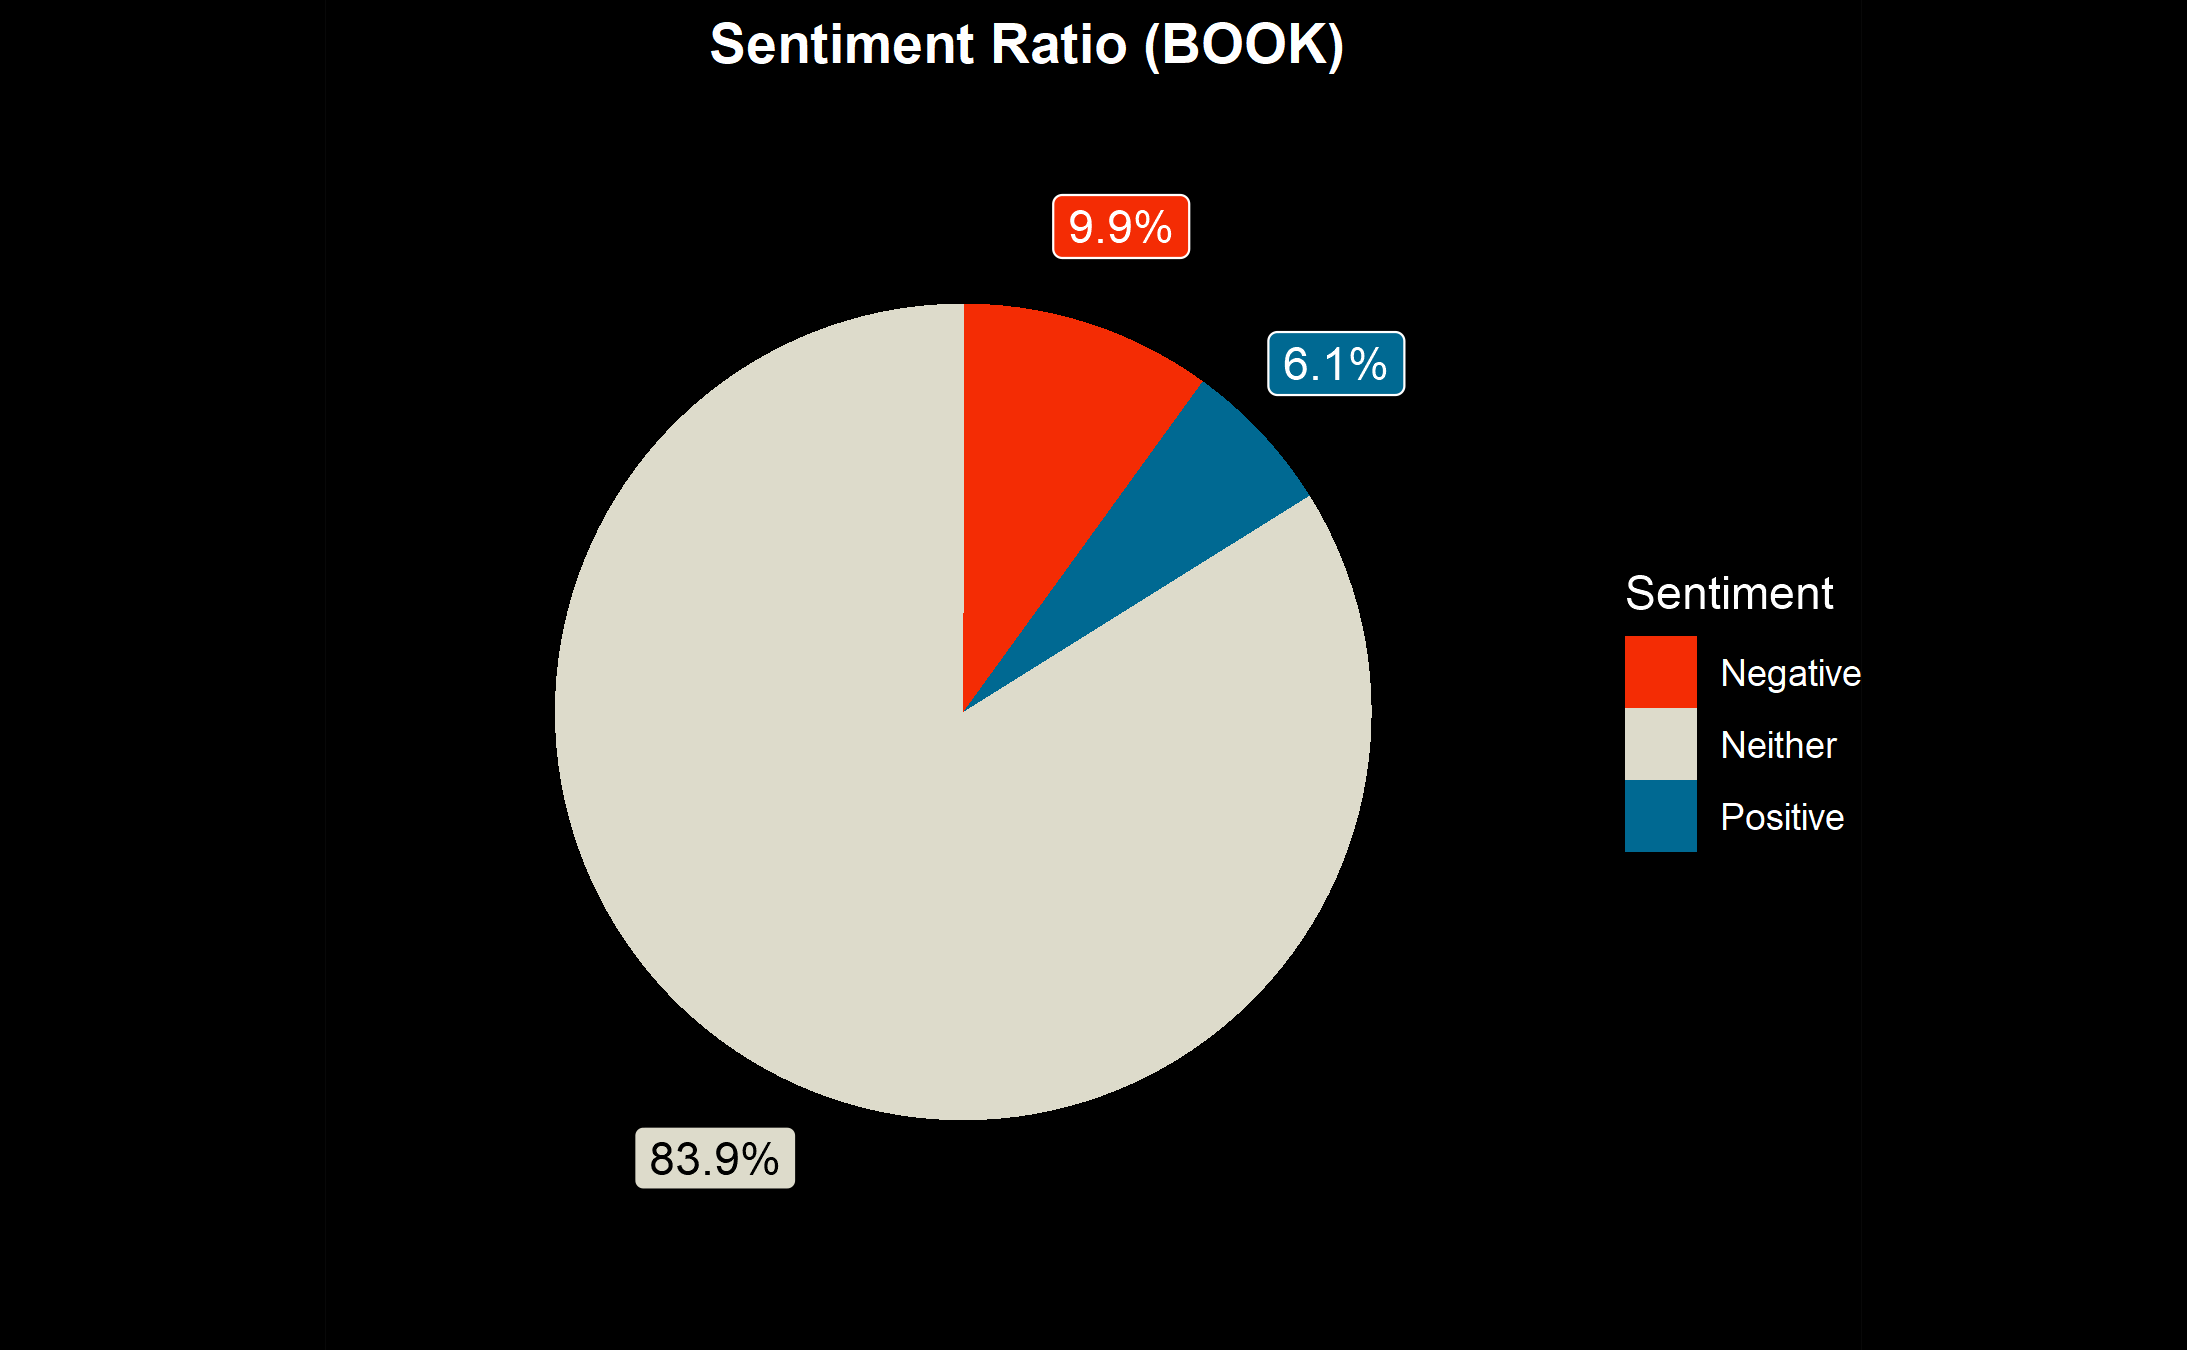 Sentiment Ratio (BOOK)
9.9%
6.1%
Sentiment
Negative
Neither
Positive
83.9%